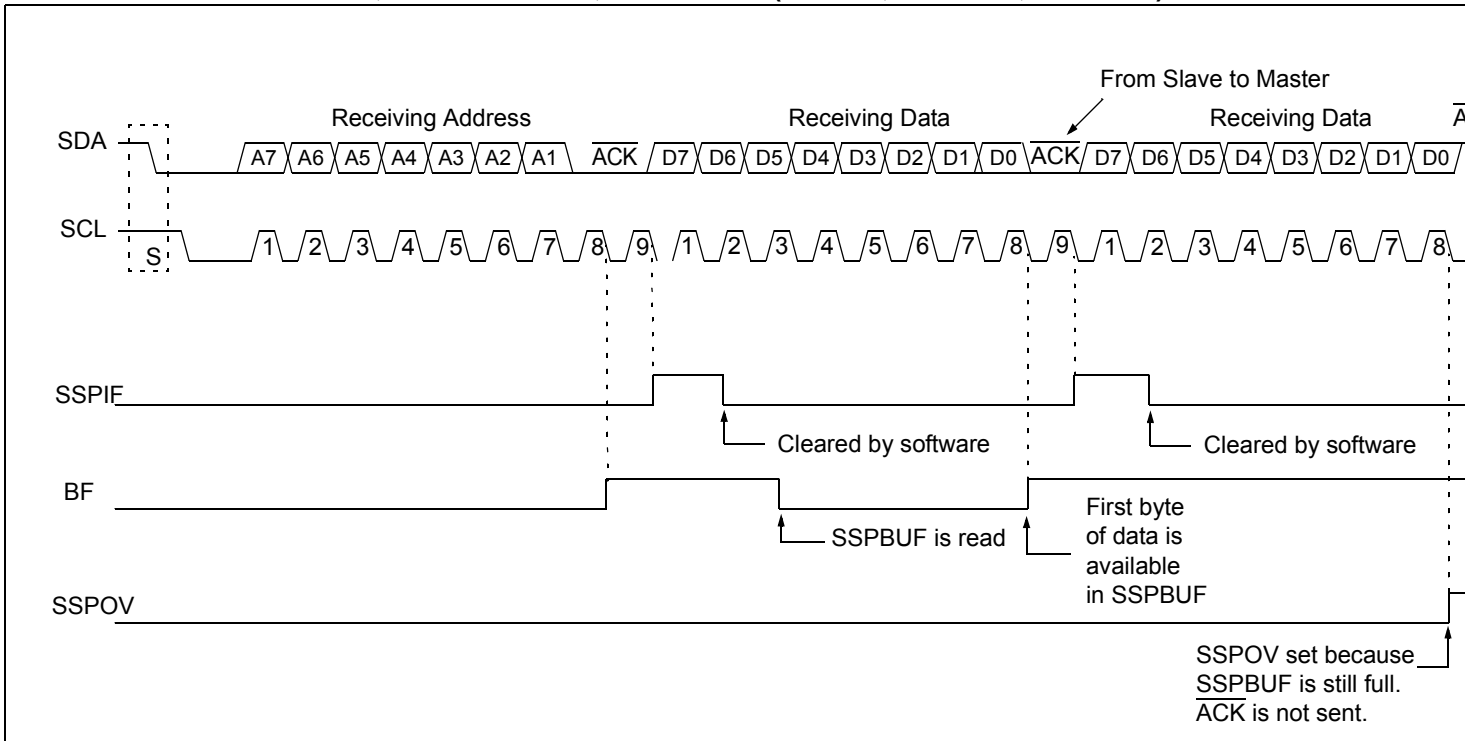 From Slave to Master
Receiving Address
Receiving Data
Receiving Data
SDA
A7 A6 A5 A4 A3 A2 A1 ACK D7 D6 D5 D4 D3 D2 D1 D0 ACK D7 D6 D5 D4 D3 D2 D1 D0
SCL
S
1 2 3 4 5 6 7 8 9 1 2 3 4 5 6 7 8 9 1 2 3 4 5 6 7 8
SSPIF
Cleared by software
Cleared by software
BF
SSPBUF is read
First byte
of data is
available
in SSPBUF
SSPOV
SSPOV set because
SSPBUF is still full.
ACK is not sent.